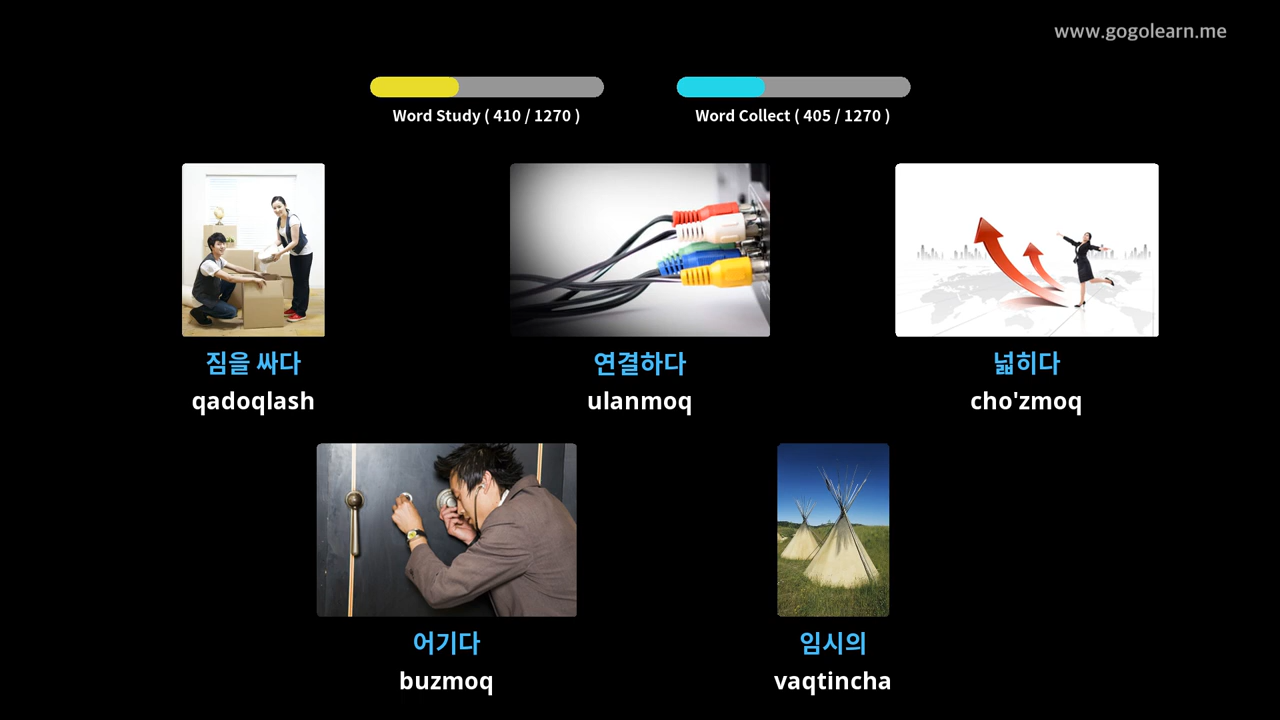 www.gogolearn.me
Word Study ( 410 / 1270 )
Word Collect ( 405 / 1270 )
짐을 싸다
qadoqlash
연결하다
ulanmoq
넓히다
cho'zmoq
어기다
buzmoq
임시의
vaqtincha